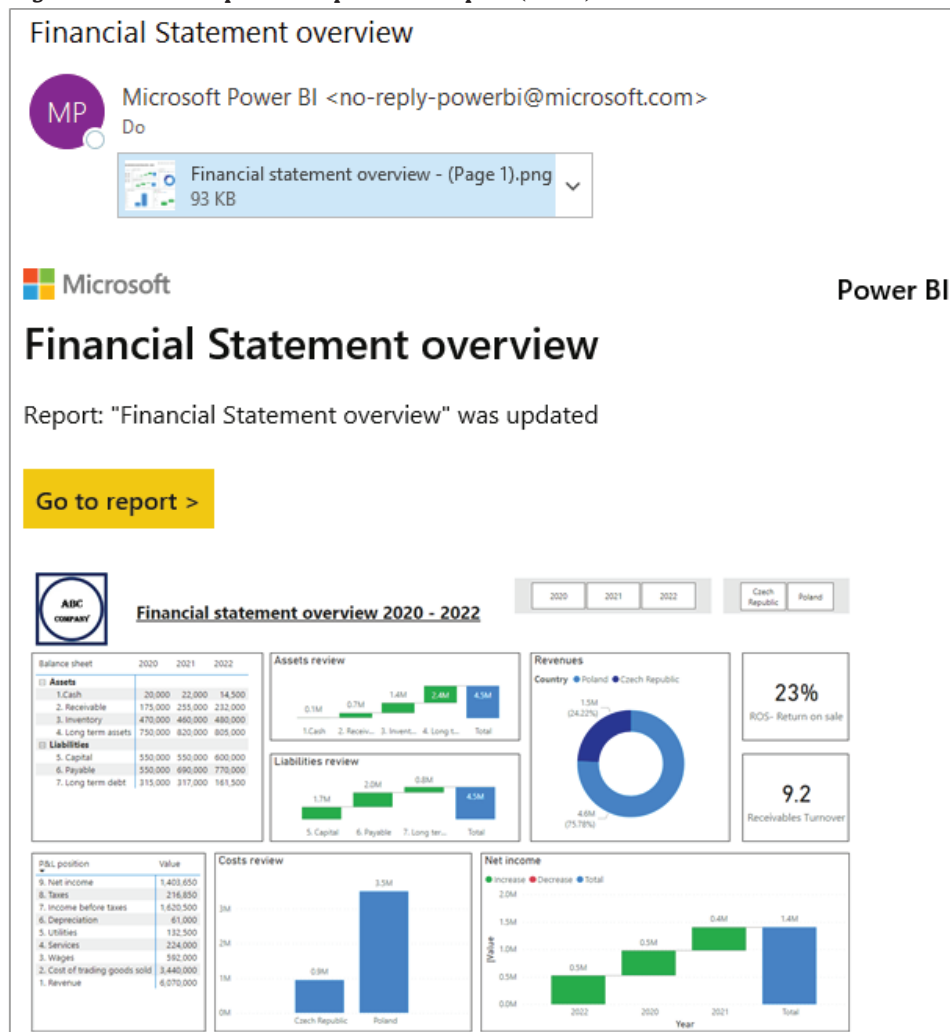 Financial Statement overview
MP
Microsoft Power BI <no-reply-powerbi@microsoft.com>
Do
Financial statement overview - (Page 1).png
93 KB
Microsoft
Power BI
Financial Statement overview
Report: "Financial Statement overview" was updated
Go to report >
ABC
COMPANY
Financial statement overview 2020 - 2022
2020 2021 2022
Czech
Republic
Poland
Balance sheet 2020 2021 2022
Assets
1.Cash 20,000 22,000 14,500
2. Receivable 175,000 255,000 232,000
3. Inventory 470,000 460,000 480,000
4. Long term assets 750,000 820,000 805,000
Liabilities
5. Capital 550,000 550,000 600,000
6. Payable 550,000 690,000 770,000
7. Long term debt 315,000 317,000 161,500
Assets review
0.1M 0.7M 1.4M 2.4M 4.5M
1.Cash 2. Receiv... 3. Invent... 4. Long t... Total
Liabilities review
1.7M 2.0M 0.8M 4.5M
5. Capital 6. Payable 7. Long ter... Total
Revenues
Country Poland Czech Republic
1.5M
(24.22%)
4.6M
(75.78%)
23%
ROS- Return on sale
9.2
Receivables Turnover
P&L position Value
9. Net income 1,403,650
8. Taxes 216,850
7. Income before taxes 1,620,500
6. Depreciation 61,000
5. Utilities 132,500
4. Services 224,000
3. Wages 592,000
2. Cost of trading goods sold 3,440,000
1. Revenue 6,070,000
Costs review
3M
2M
1M
0M
0.9M 3.5M
Czech Republic Poland
Net income
Increase Decrease Total
2.0M
1.5M
1.0M
0.5M
0.0M
Value
0.5M 0.5M 0.4M 1.4M
2022 2020 2021 Total
Year